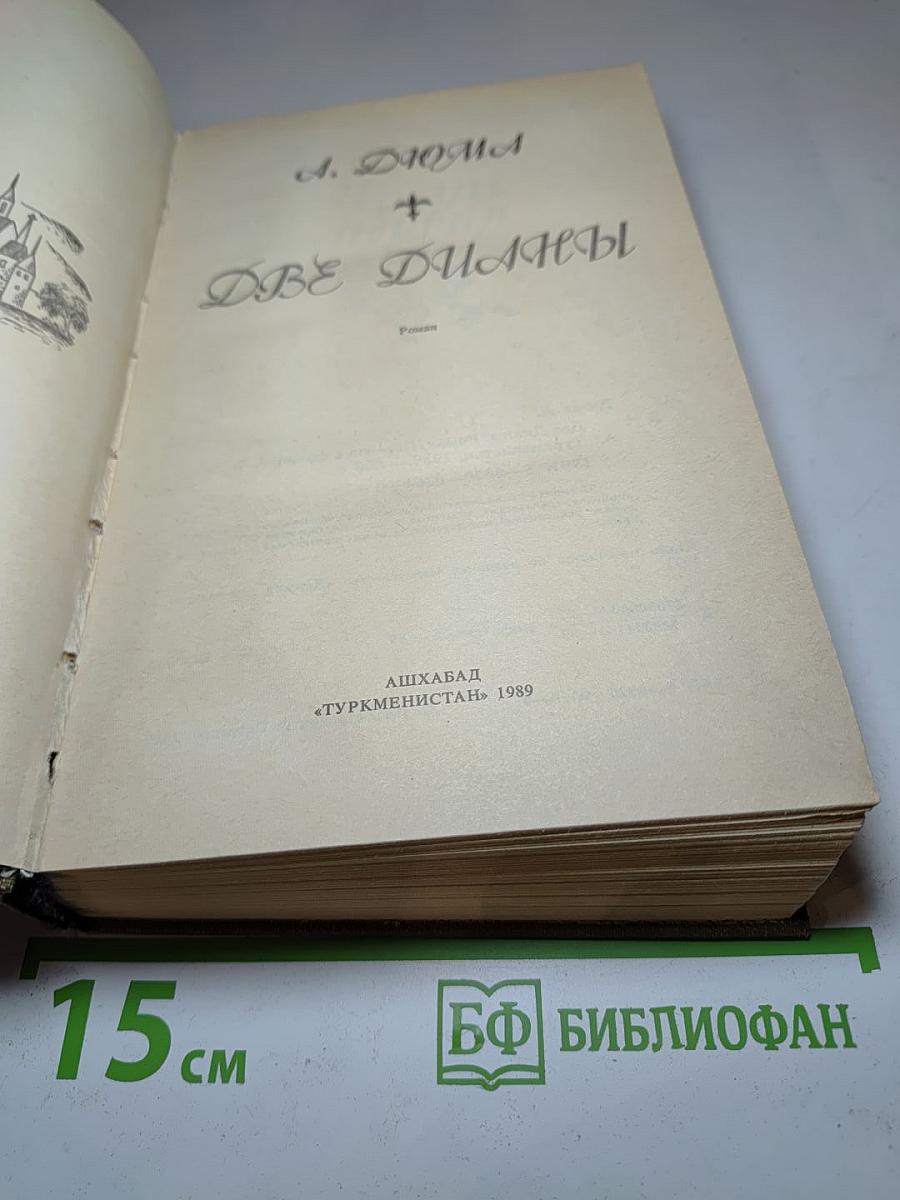 А. ДЮМА
ДВЕ ДИАНЫ
Роман
АШХАБАД
«ТУРКМЕНИСТАН» 1989
15 см
БФ БИБЛИОФАН